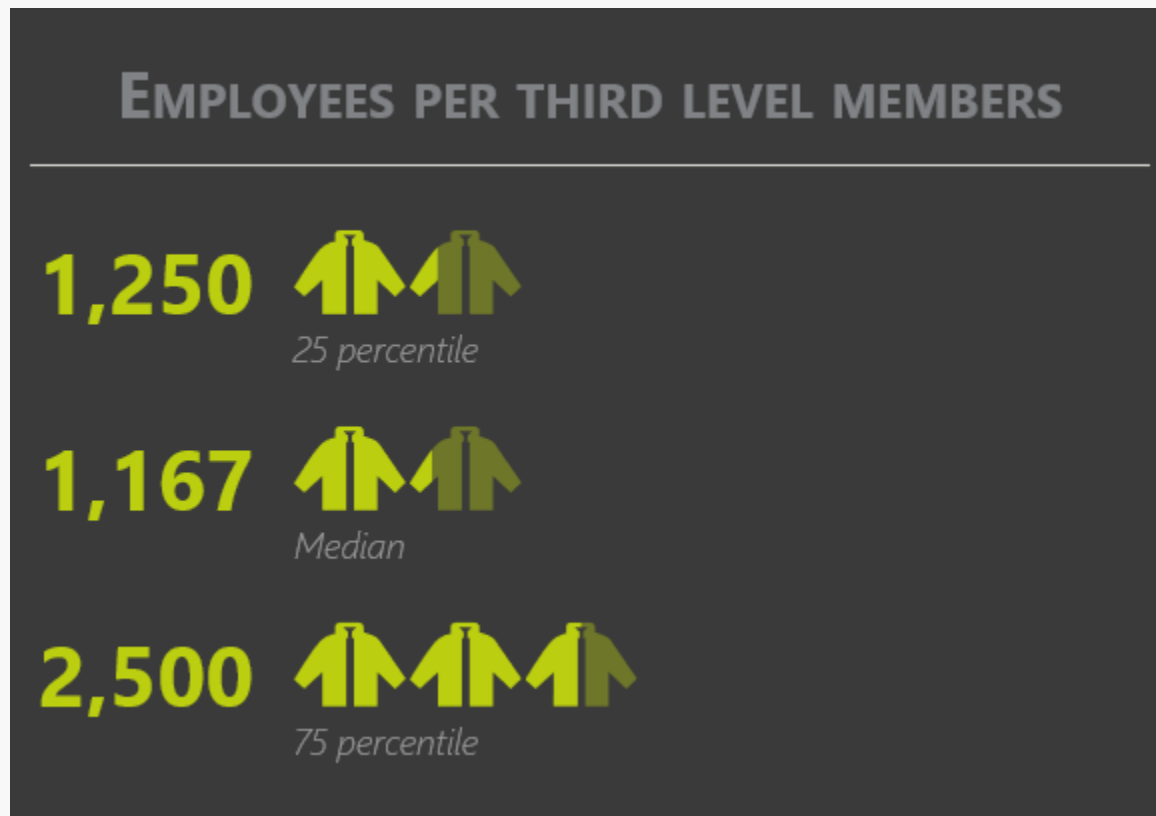 Employees per third level members
1,250
25 percentile
1,167
Median
2,500
75 percentile